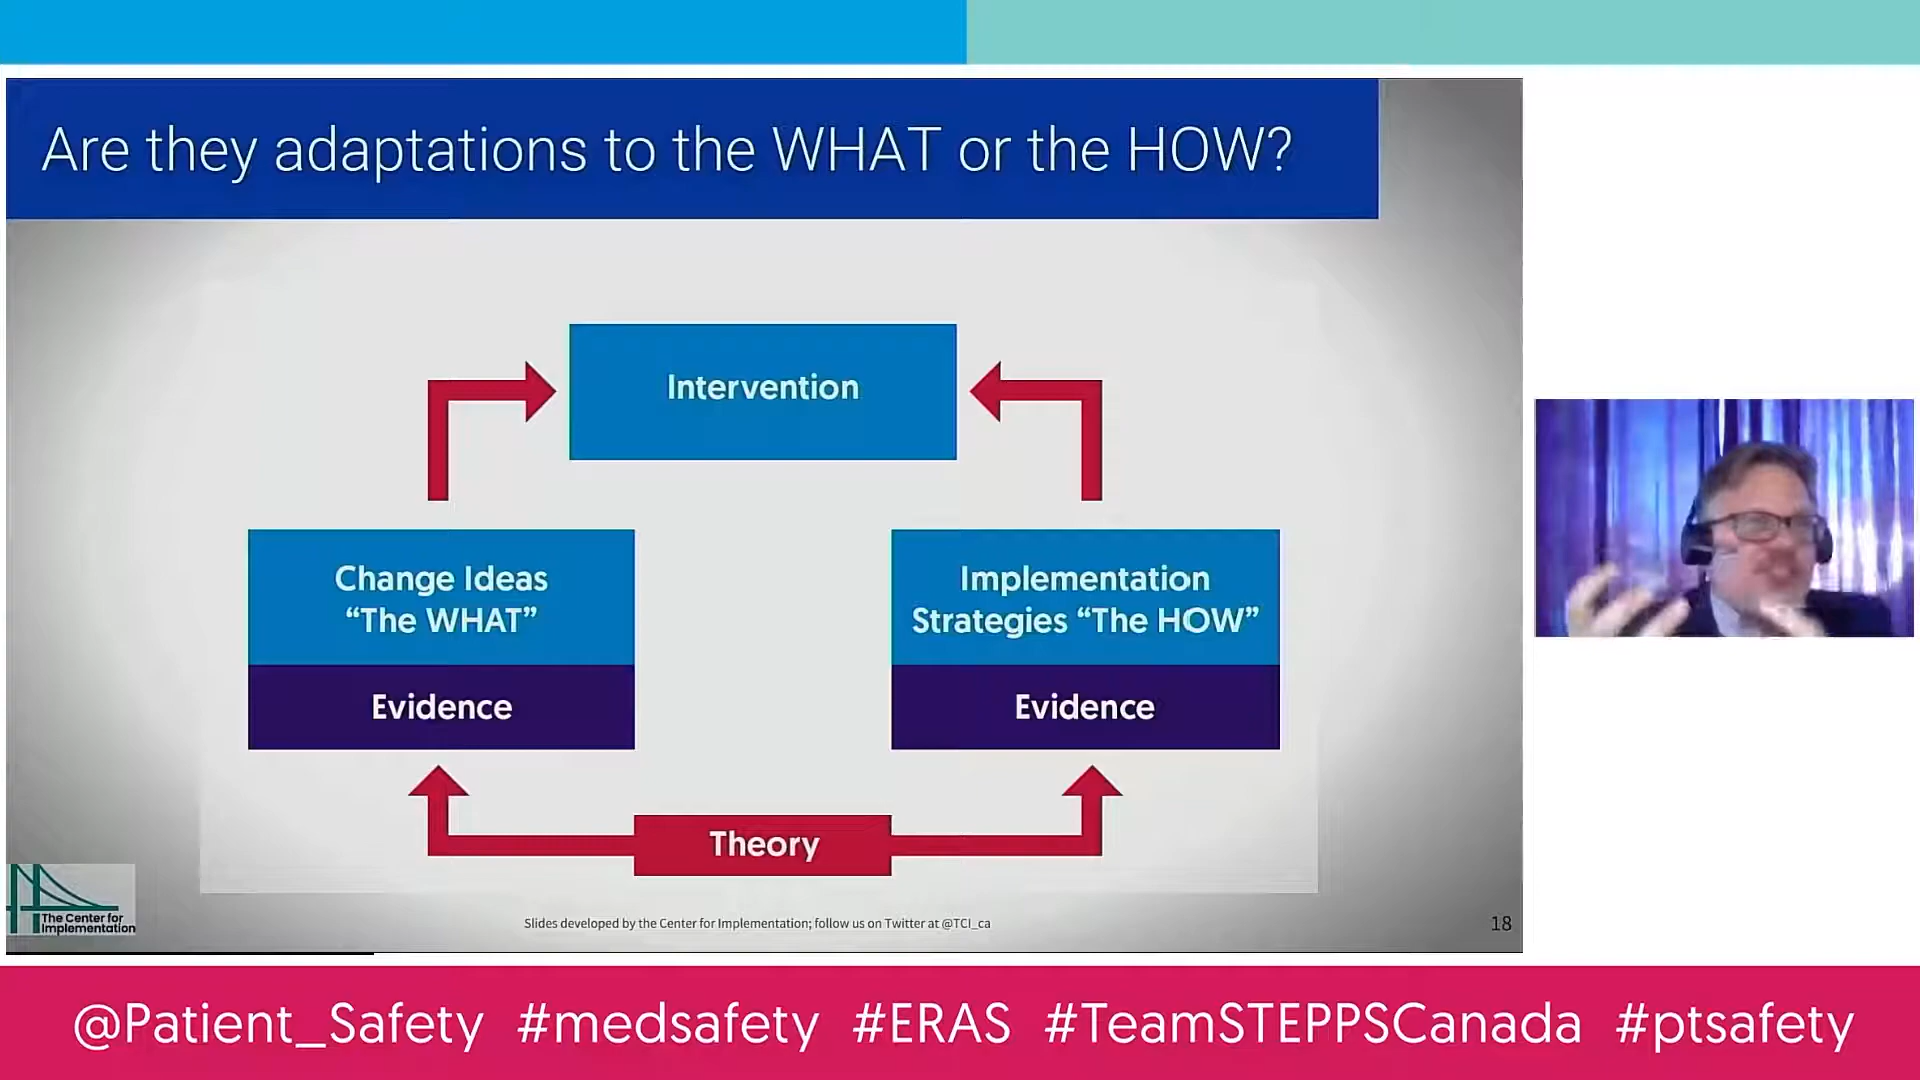 Are they adaptations to the WHAT or the HOW?
Intervention
Change Ideas
“The WHAT”
Evidence
Implementation
Strategies “The HOW”
Evidence
Theory
The Center for
Implementation
Slides developed by the Center for Implementation; follow us on Twitter at @TCI_ca
18
@Patient_Safety #medsafety #ERAS #TeamSTEPPSCanada #ptsafety